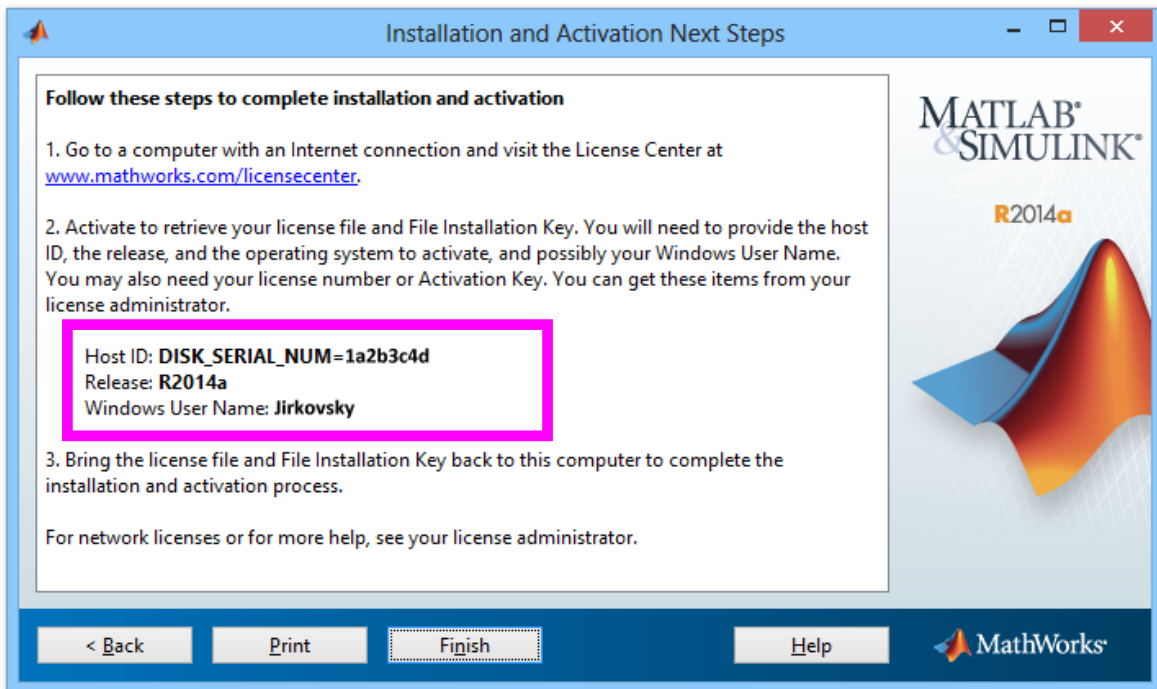 Installation and Activation Next Steps
Follow these steps to complete installation and activation
1. Go to a computer with an Internet connection and visit the License Center at
www.mathworks.com/licensecenter.
2. Activate to retrieve your license file and File Installation Key. You will need to provide the host
ID, the release, and the operating system to activate, and possibly your Windows User Name.
You may also need your license number or Activation Key. You can get these items from your
license administrator.
Host ID: DISK_SERIAL_NUM=1a2b3c4d
Release: R2014a
Windows User Name: Jirkovsky
3. Bring the license file and File Installation Key back to this computer to complete the
installation and activation process.
For network licenses or for more help, see your license administrator.
MATLAB®
&SIMULINK®
R2014a
< Back
Print
Finish
Help
MathWorks®